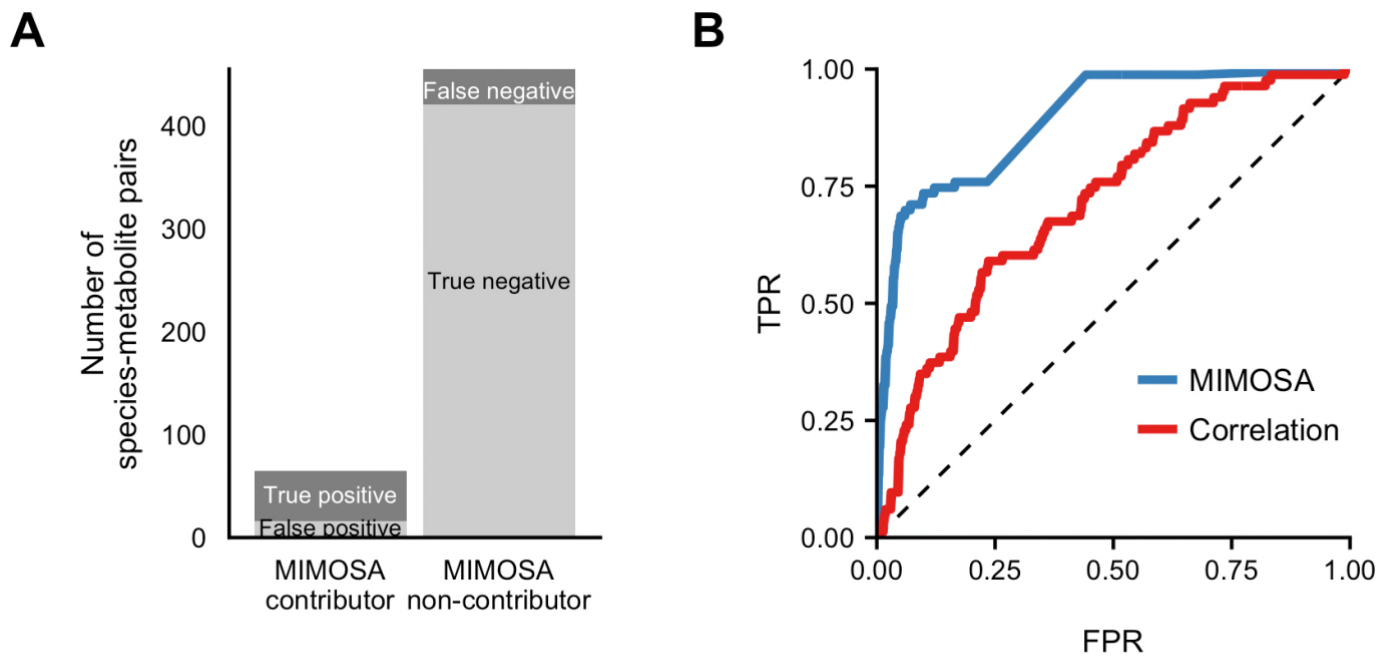 A
Number of
species-metabolite pairs
400
300
200
100
0
False negative
True negative
True positive
False positive
MIMOSA
contributor
MIMOSA
non-contributor
B
TPR
1.00
0.75
0.50
0.25
0.00
MIMOSA
Correlation
0.00 0.25 0.50 0.75 1.00
FPR